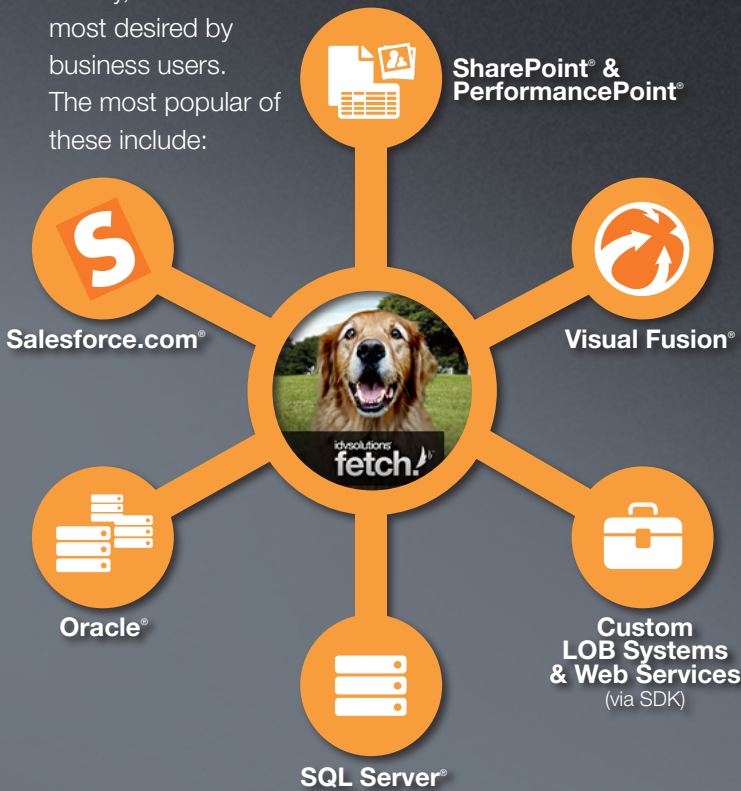 most desired by
business users.
The most popular of
these include:
SharePoint® &
PerformancePoint®
S
Salesforce.com®
Visual Fusion®
idvsolutions
fetch!
Oracle®
Custom
LOB Systems
& Web Services
(via SDK)
SQL Server®